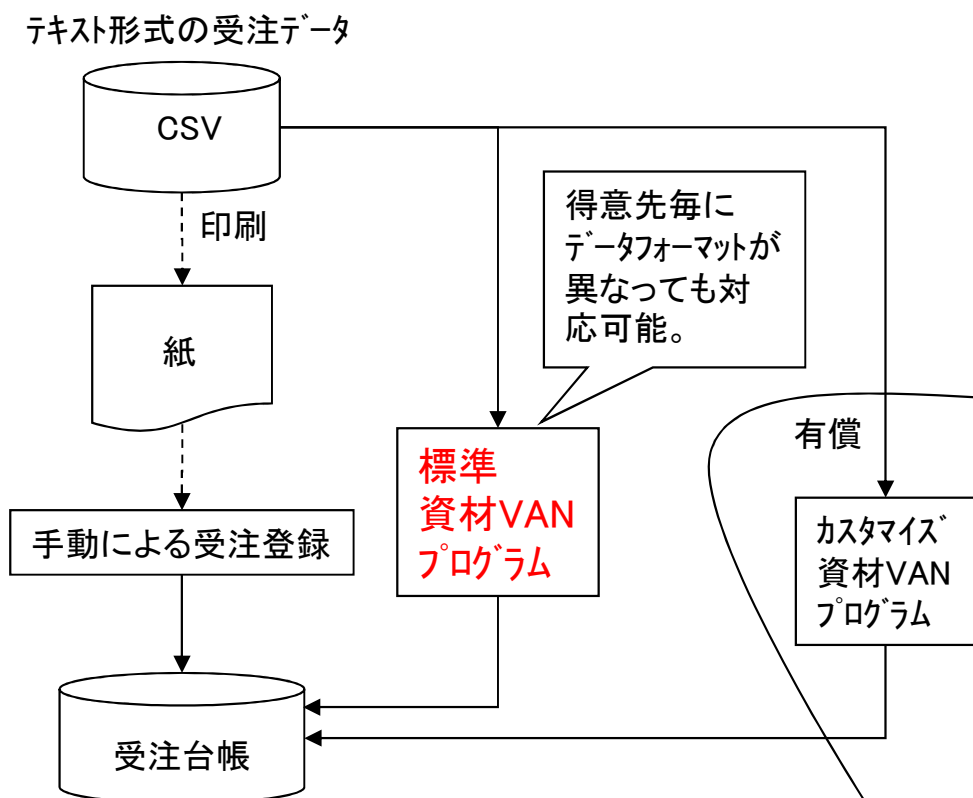 ﾃｷｽﾄ形式の受注ﾃﾞｰﾀ
CSV
印刷
得意先毎に
ﾃﾞｰﾀﾌｫｰﾏｯﾄが
異なっても対
応可能。
紙
有償
標準
資材VAN
ﾌﾟﾛｸﾞﾗﾑ
手動による受注登録
ｶｽﾀﾏｲｽﾞ
資材VAN
ﾌﾟﾛｸﾞﾗﾑ
受注台帳